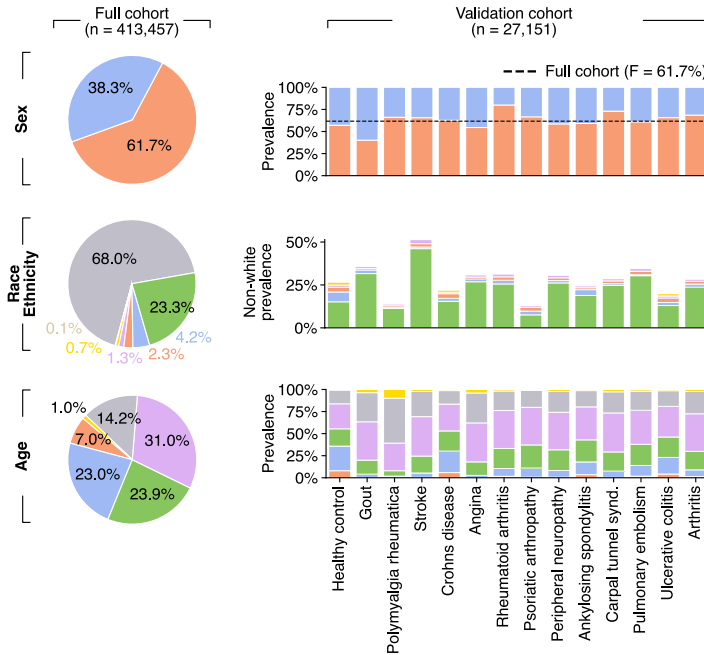 Full cohort
(n = 413,457)
Validation cohort
(n = 27,151)
Sex
38.3%
61.7%
Full cohort (F = 61.7%)
Prevalence
100%
75%
50%
25%
0%
Race
Ethnicity
68.0%
23.3%
4.2%
2.3%
1.3%
0.7%
0.1%
Non-white
prevalence
50%
25%
0%
Age
1.0%
14.2%
31.0%
7.0%
23.0%
23.9%
Prevalence
100%
75%
50%
25%
0%
Healthy control
Gout
Polymyalgia rheumatica
Stroke
Crohns disease
Angina
Rheumatoid arthritis
Psoriatic arthropathy
Peripheral neuropathy
Ankylosing spondylitis
Carpal tunnel synd.
Pulmonary embolism
Ulcerative colitis
Arthritis